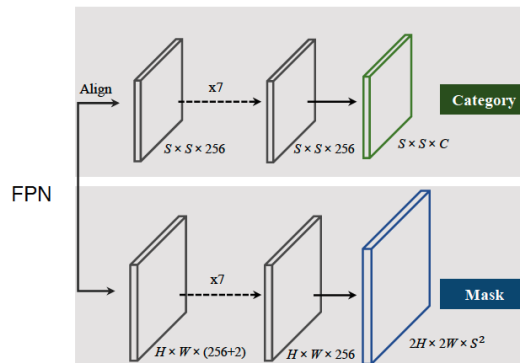 Align
x7
Category
S × S × 256
S × S × 256
S × S × C
FPN
x7
Mask
H × W × (256+2)
H × W × 256
2H × 2W × S²